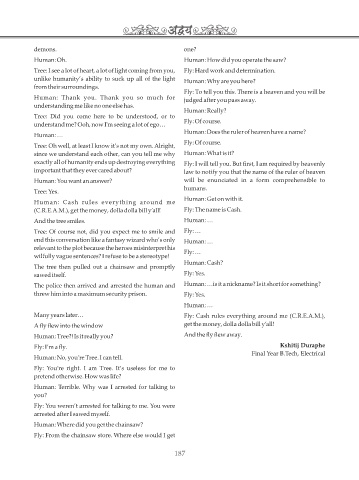 अद्वय
demons.
Human: Oh.
Tree: I see a lot of heart, a lot of light coming from you,
unlike humanity's ability to suck up all of the light
from their surroundings.
Human: Thank you. Thank you so much for
understanding me like no one else has.
Tree: Did you come here to be understood, or to
understand me? Ooh, now I'm seeing a lot of ego…
Human: …
Tree: Oh well, at least I know it's not my own. Alright,
since we understand each other, can you tell me why
exactly all of humanity ends up destroying everything
important that they ever cared about?
Human: You want an answer?
Tree: Yes.
Human: Cash rules everything around me
(C.R.E.A.M.), get the money, dolla dolla bill y'all!
And the tree smiles.
Tree: Of course not, did you expect me to smile and
end this conversation like a fantasy wizard who's only
relevant to the plot because the heroes misinterpret his
wilfully vague sentences? I refuse to be a stereotype!
The tree then pulled out a chainsaw and promptly
sawed itself.
The police then arrived and arrested the human and
threw him into a maximum security prison.
Many years later…
A fly flew into the window
Human: Tree?! Is it really you?
Fly: I'm a fly.
Human: No, you're Tree. I can tell.
Fly: You're right. I am Tree. It's useless for me to
pretend otherwise. How was life?
Human: Terrible. Why was I arrested for talking to
you?
Fly: You weren't arrested for talking to me. You were
arrested after I sawed myself.
Human: Where did you get the chainsaw?
Fly: From the chainsaw store. Where else would I get
one?
Human: How did you operate the saw?
Fly: Hard work and determination.
Human: Why are you here?
Fly: To tell you this. There is a heaven and you will be
judged after you pass away.
Human: Really?
Fly: Of course.
Human: Does the ruler of heaven have a name?
Fly: Of course.
Human: What is it?
Fly: I will tell you. But first, I am required by heavenly
law to notify you that the name of the ruler of heaven
will be enunciated in a form comprehensible to
humans.
Human: Get on with it.
Fly: The name is Cash.
Human: …
Fly: …
Human: …
Fly: …
Human: Cash?
Fly: Yes.
Human: … is it a nickname? Is it short for something?
Fly: Yes.
Human: …
Fly: Cash rules everything around me (C.R.E.A.M.),
get the money, dolla dolla bill y'all!
And the fly flew away.
Kshitij Duraphe
Final Year B.Tech, Electrical
187